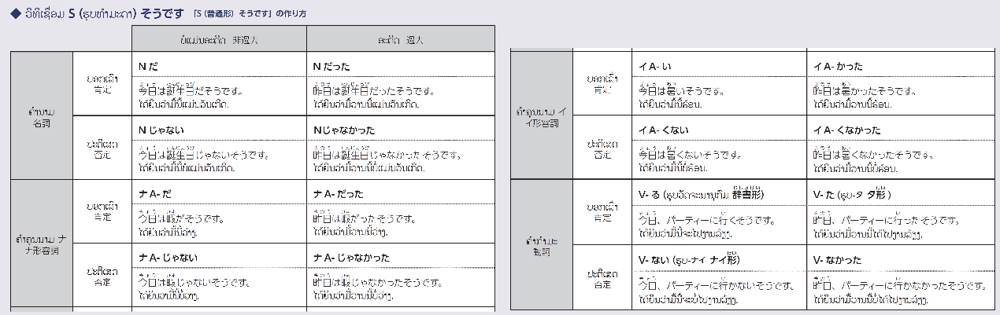 ◆ ວິທີເຊື່ອມ S (ຮູບທຳມະດາ) そうです 「S (普通形) そうです」の作り方
ບໍ່ແມ່ນອະດີດ 非過去
ອະດີດ 過去
ຄຳນາມ
名詞
ບອກເລົ່າ
肯定
N だ
今日は誕生日だそうです。
ໄດ້ຍິນວ່າມື້ນີ້ແມ່ນວັນເກີດ.
N だった
昨日は誕生日だったそうです。
ໄດ້ຍິນວ່າມື້ວານນີ້ແມ່ນວັນເກີດ.
ປະຕິເສດ
否定
N じゃない
今日は誕生日じゃないそうです。
ໄດ້ຍິນວ່າມື້ນີ້ບໍ່ແມ່ນວັນເກີດ.
Nじゃなかった
昨日は誕生日じゃなかったそうです。
ໄດ້ຍິນວ່າມື້ວານນີ້ບໍ່ແມ່ນວັນເກີດ.
ຄຳຄຸນນາມ ナ
ナ形容詞
ບອກເລົ່າ
肯定
ナ A- だ
今日は暇だそうです。
ໄດ້ຍິນວ່າມື້ນີ້ວ່າງ.
ナ A- だった
昨日は暇だったそうです。
ໄດ້ຍິນວ່າມື້ວານນີ້ວ່າງ.
ປະຕິເສດ
否定
ナ A- じゃない
今日は暇じゃないそうです。
ໄດ້ຍິນວ່າມື້ນີ້ບໍ່ວ່າງ.
ナ A- じゃなかった
昨日は暇じゃなかったそうです。
ໄດ້ຍິນວ່າມື້ວານນີ້ບໍ່ວ່າງ.
ຄຳຄຸນນາມ イ
イ形容詞
ບອກເລົ່າ
肯定
イ A- い
今日は暑いそうです。
ໄດ້ຍິນວ່າມື້ນີ້ຮ້ອນ.
イ A- かった
昨日は暑かったそうです。
ໄດ້ຍິນວ່າມື້ວານນີ້ຮ້ອນ.
ປະຕິເສດ
否定
イ A- くない
今日は暑くないそうです。
ໄດ້ຍິນວ່າມື້ນີ້ບໍ່ຮ້ອນ.
イ A- くなかった
昨日は暑くなかったそうです。
ໄດ້ຍິນວ່າມື້ວານນີ້ບໍ່ຮ້ອນ.
ຄຳກຳມະ
動詞
ບອກເລົ່າ
肯定
V- る (ຮູບວັດຈະນານຸກົມ 辞書形)
今日、パーティーに行くそうです。
ໄດ້ຍິນວ່າມື້ນີ້ຈະໄປງານລ້ຽງ.
V- た (ຮູບ-ຕະ タ形 )
昨日、パーティーに行ったそうです。
ໄດ້ຍິນວ່າມື້ວານນີ້ໄດ້ໄປງານລ້ຽງ.
ປະຕິເສດ
否定
V- ない (ຮູບ-ນາຍ ナイ形)
今日、パーティーに行かないそうです。
ໄດ້ຍິນວ່າມື້ນີ້ຈະບໍ່ໄປງານລ້ຽງ.
V- なかった
昨日、パーティーに行かなかったそうです。
ໄດ້ຍິນວ່າມື້ວານນີ້ບໍ່ໄດ້ໄປງານລ້ຽງ.